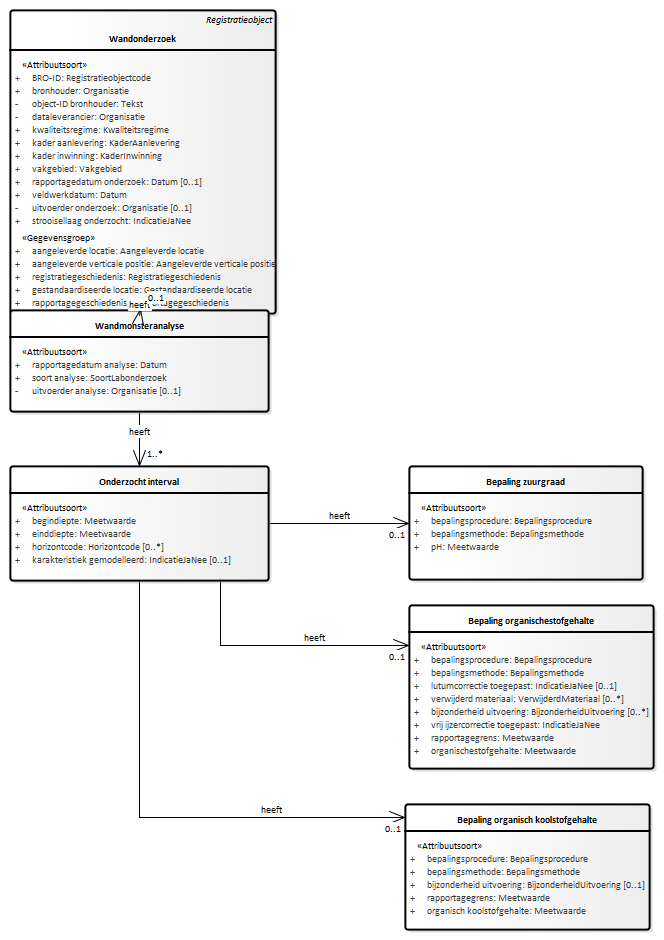 Registratieobject
Wandonderzoek
«Attribuutsoort»
+ BRO-ID: Registratieobjectcode
+ bronhouder: Organisatie
- object-ID bronhouder: Tekst
- dataleverancier: Organisatie
+ kwaliteitsregime: Kwaliteitsregime
+ kader aanlevering: KaderAanlevering
+ kader inwinning: KaderInwinning
+ vakgebied: Vakgebied
+ rapportagedatum onderzoek: Datum [0..1]
+ veldwerkdatum: Datum
- uitvoerder onderzoek: Organisatie [0..1]
+ strooisellaag onderzocht: IndicatieJaNee
«Gegevensgroep»
+ aangeleverde locatie: Aangeleverde locatie
+ aangeleverde verticale positie: Aangeleverde verticale positie
+ registratiegeschiedenis: Registratiegeschiedenis
+ gestandaardiseerde locatie: Gestandaardiseerde locatie
0..1
+ rapportagegeschiedenis
heeft
Wandmonsteranalyse
«Attribuutsoort»
+ rapportagedatum analyse: Datum
+ soort analyse: SoortLabonderzoek
- uitvoerder analyse: Organisatie [0..1]
heeft
1..*
Onderzocht interval
«Attribuutsoort»
+ begindiepte: Meetwaarde
+ einddiepte: Meetwaarde
+ horizontcode: Horizontcode [0..*]
+ karakteristiek gemodelleerd: IndicatieJaNee [0..1]
heeft
0..1
Bepaling zuurgraad
«Attribuutsoort»
+ bepalingsprocedure: Bepalingsprocedure
+ bepalingsmethode: Bepalingsmethode
+ pH: Meetwaarde
heeft
0..1
Bepaling organischestofgehalte
«Attribuutsoort»
+ bepalingsprocedure: Bepalingsprocedure
+ bepalingsmethode: Bepalingsmethode
+ lutumcorrectie toegepast: IndicatieJaNee [0..1]
+ verwijderd materiaal: VerwijderdMateriaal [0..*]
+ bijzonderheid uitvoering: BijzonderheidUitvoering [0..*]
+ vrij ijzercorrectie toegepast: IndicatieJaNee
+ rapportagegrens: Meetwaarde
+ organischestofgehalte: Meetwaarde
heeft
0..1
Bepaling organisch koolstofgehalte
«Attribuutsoort»
+ bepalingsprocedure: Bepalingsprocedure
+ bepalingsmethode: Bepalingsmethode
+ bijzonderheid uitvoering: BijzonderheidUitvoering [0..1]
+ rapportagegrens: Meetwaarde
+ organisch koolstofgehalte: Meetwaarde